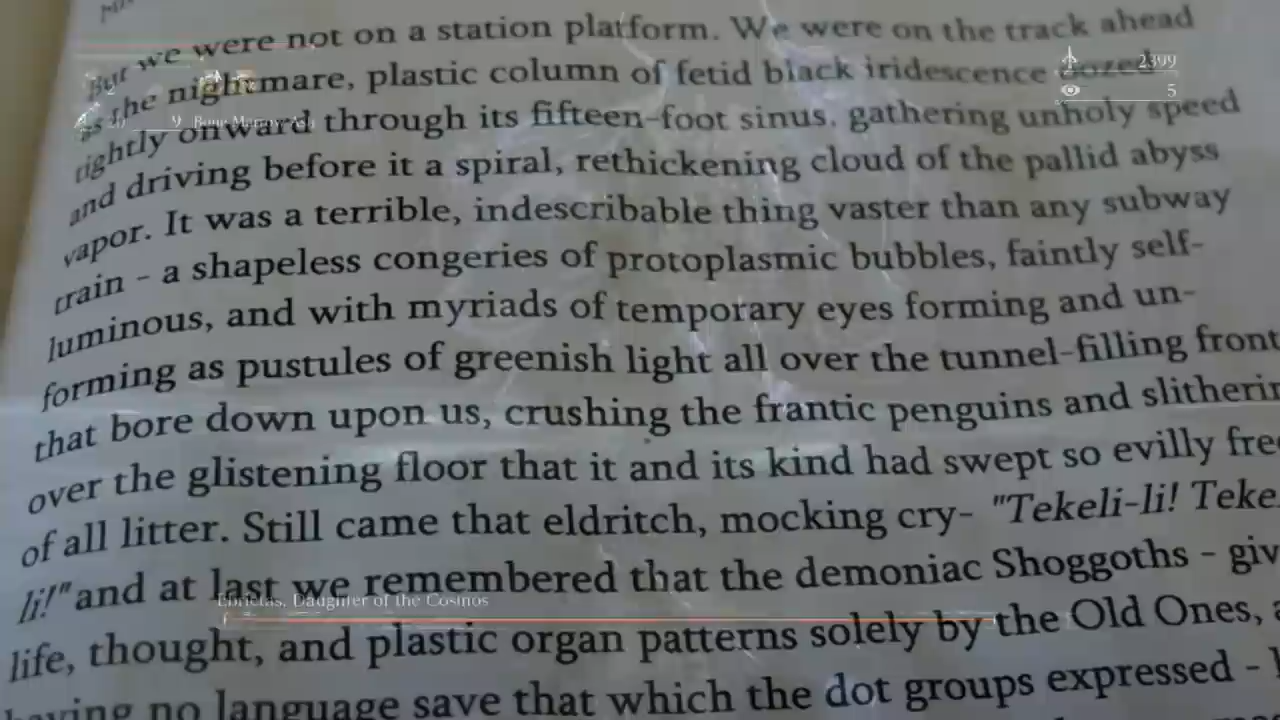 But we were not on a station platform. We were on the track ahead
as the nightmare, plastic column of fetid black iridescence oozed
tightly onward through its fifteen-foot sinus, gathering unholy speed
and driving before it a spiral, rethickening cloud of the pallid abyss
vapor. It was a terrible, indescribable thing vaster than any subway
train - a shapeless congeries of protoplasmic bubbles, faintly self-
luminous, and with myriads of temporary eyes forming and un-
forming as pustules of greenish light all over the tunnel-filling front
that bore down upon us, crushing the frantic penguins and slitherin
over the glistening floor that it and its kind had swept so evilly free
of all litter. Still came that eldritch, mocking cry- "Tekeli-li! Teke
li!" and at last we remembered that the demoniac Shoggoths - giv
life, thought, and plastic organ patterns solely by the Old Ones,
having no language save that which the dot groups expressed -
2399
5
9 Bone Marrow Ash
Ebrietas, Daughter of the Cosmos